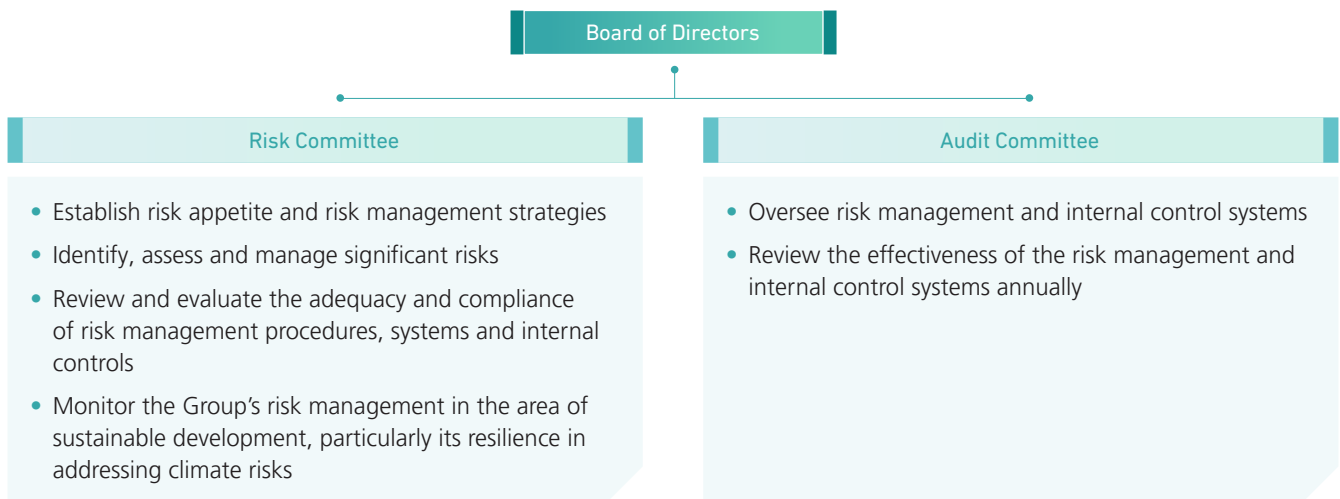 Board of Directors
Risk Committee
• Establish risk appetite and risk management strategies
• Identify, assess and manage significant risks
• Review and evaluate the adequacy and compliance
of risk management procedures, systems and internal
controls
• Monitor the Group’s risk management in the area of
sustainable development, particularly its resilience in
addressing climate risks
Audit Committee
• Oversee risk management and internal control systems
• Review the effectiveness of the risk management and
internal control systems annually